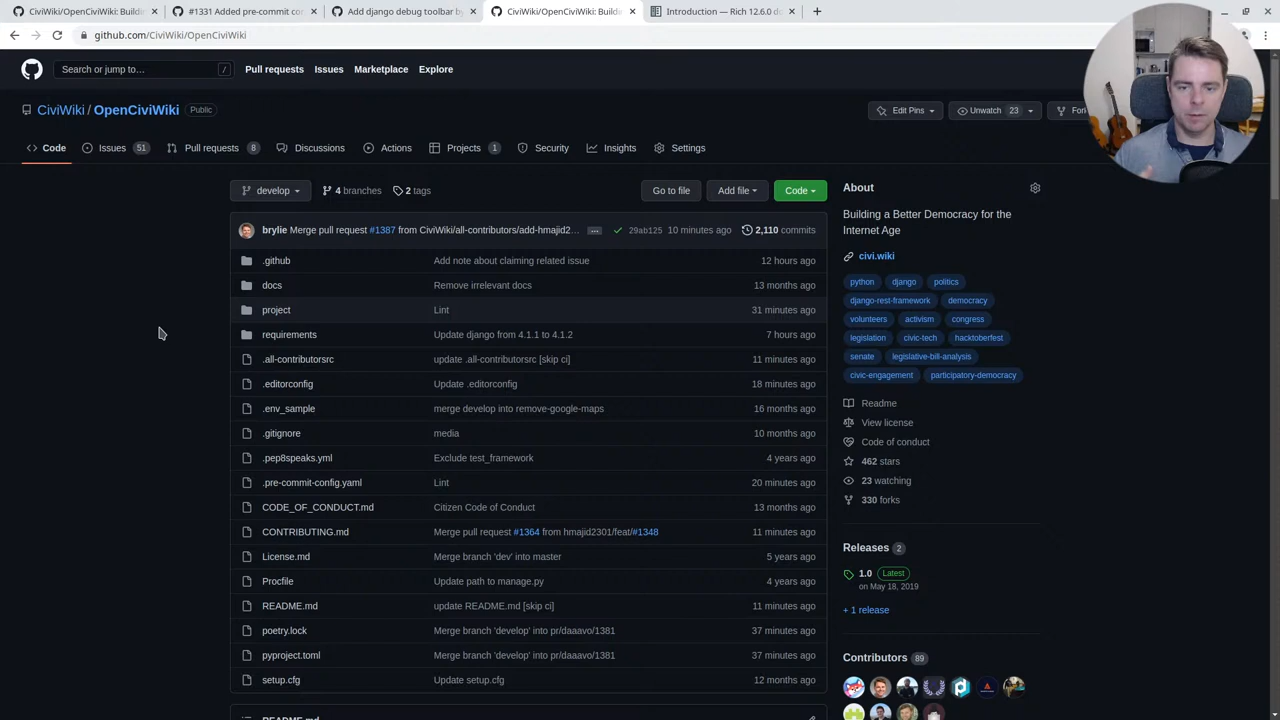 CiviWiki/OpenCiviWiki: Buildi
#1331 Added pre-commit cor
Add django debug toolbar by
CiviWiki/OpenCiviWiki: Buildi
Introduction — Rich 12.6.0 d
github.com/CiviWiki/OpenCiviWiki
Search or jump to…
/
Pull requests
Issues
Marketplace
Explore
CiviWiki / OpenCiviWiki Public
Edit Pins
Unwatch 23
Fork
Code
Issues 51
Pull requests 8
Discussions
Actions
Projects 1
Security
Insights
Settings
develop
4 branches
2 tags
Go to file
Add file
Code
brylie Merge pull request #1387 from CiviWiki/all-contributors/add-hmajid2… ... 29ab125 10 minutes ago 2,110 commits
.github Add note about claiming related issue 12 hours ago
docs Remove irrelevant docs 13 months ago
project Lint 31 minutes ago
requirements Update django from 4.1.1 to 4.1.2 7 hours ago
.all-contributorsrc update .all-contributorsrc [skip ci] 11 minutes ago
.editorconfig Update .editorconfig 18 minutes ago
.env_sample merge develop into remove-google-maps 16 months ago
.gitignore media 10 months ago
.pep8speaks.yml Exclude test_framework 4 years ago
.pre-commit-config.yaml Lint 20 minutes ago
CODE_OF_CONDUCT.md Citizen Code of Conduct 13 months ago
CONTRIBUTING.md Merge pull request #1364 from hmajid2301/feat/#1348 11 minutes ago
License.md Merge branch 'dev' into master 5 years ago
Procfile Update path to manage.py 4 years ago
README.md update README.md [skip ci] 11 minutes ago
poetry.lock Merge branch 'develop' into pr/daaavo/1381 37 minutes ago
pyproject.toml Merge branch 'develop' into pr/daaavo/1381 37 minutes ago
setup.cfg Update setup.cfg 12 months ago
README.md
About
Building a Better Democracy for the
Internet Age
civi.wiki
python django politics
django-rest-framework democracy
volunteers activism congress
legislation civic-tech hacktoberfest
senate legislative-bill-analysis
civic-engagement participatory-democracy
Readme
View license
Code of conduct
462 stars
23 watching
330 forks
Releases 2
1.0 Latest
on May 18, 2019
+ 1 release
Contributors 89